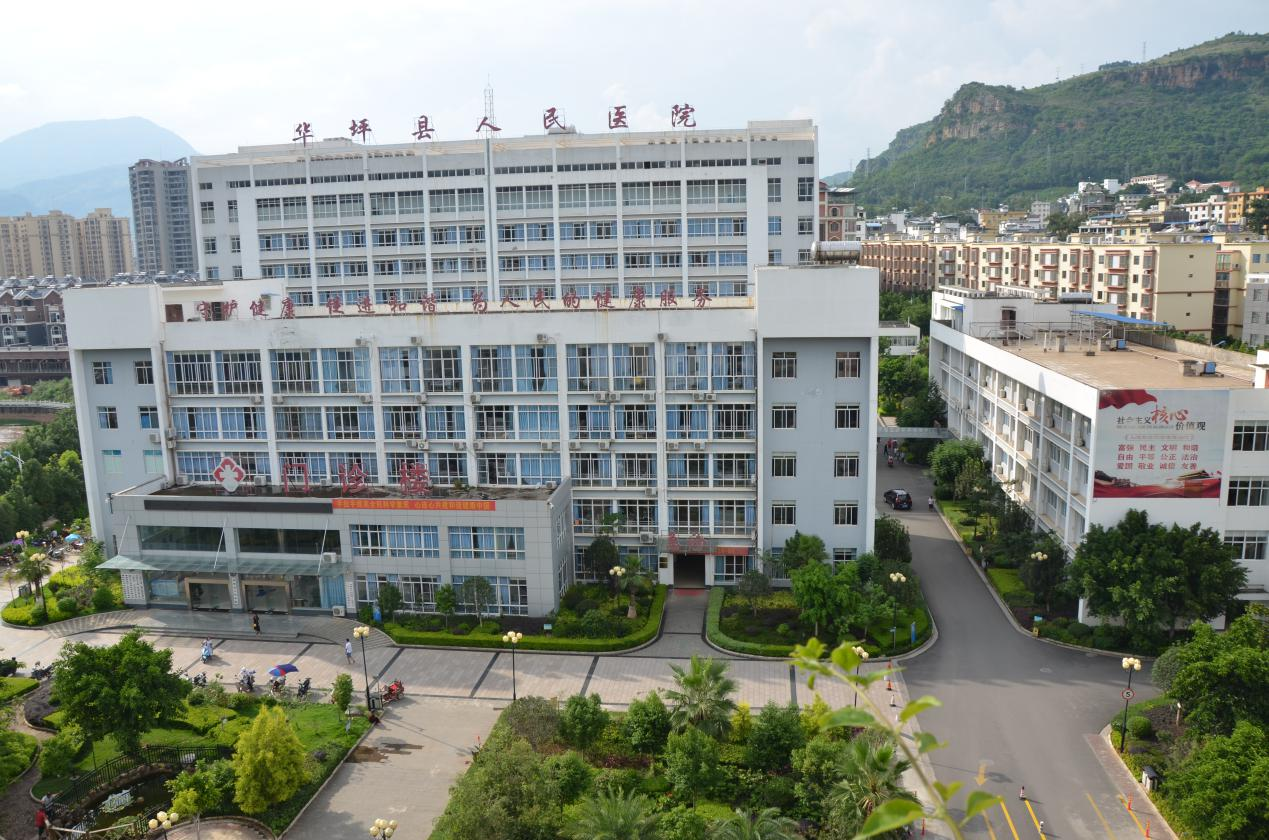 华坪县人民医院
守护健康 促进和谐 为人民的健康服务
门诊楼
急诊
社会主义核心
价值观
富强 民主 文明 和谐
自由 平等 公正 法治
爱国 敬业 诚信 友善
5